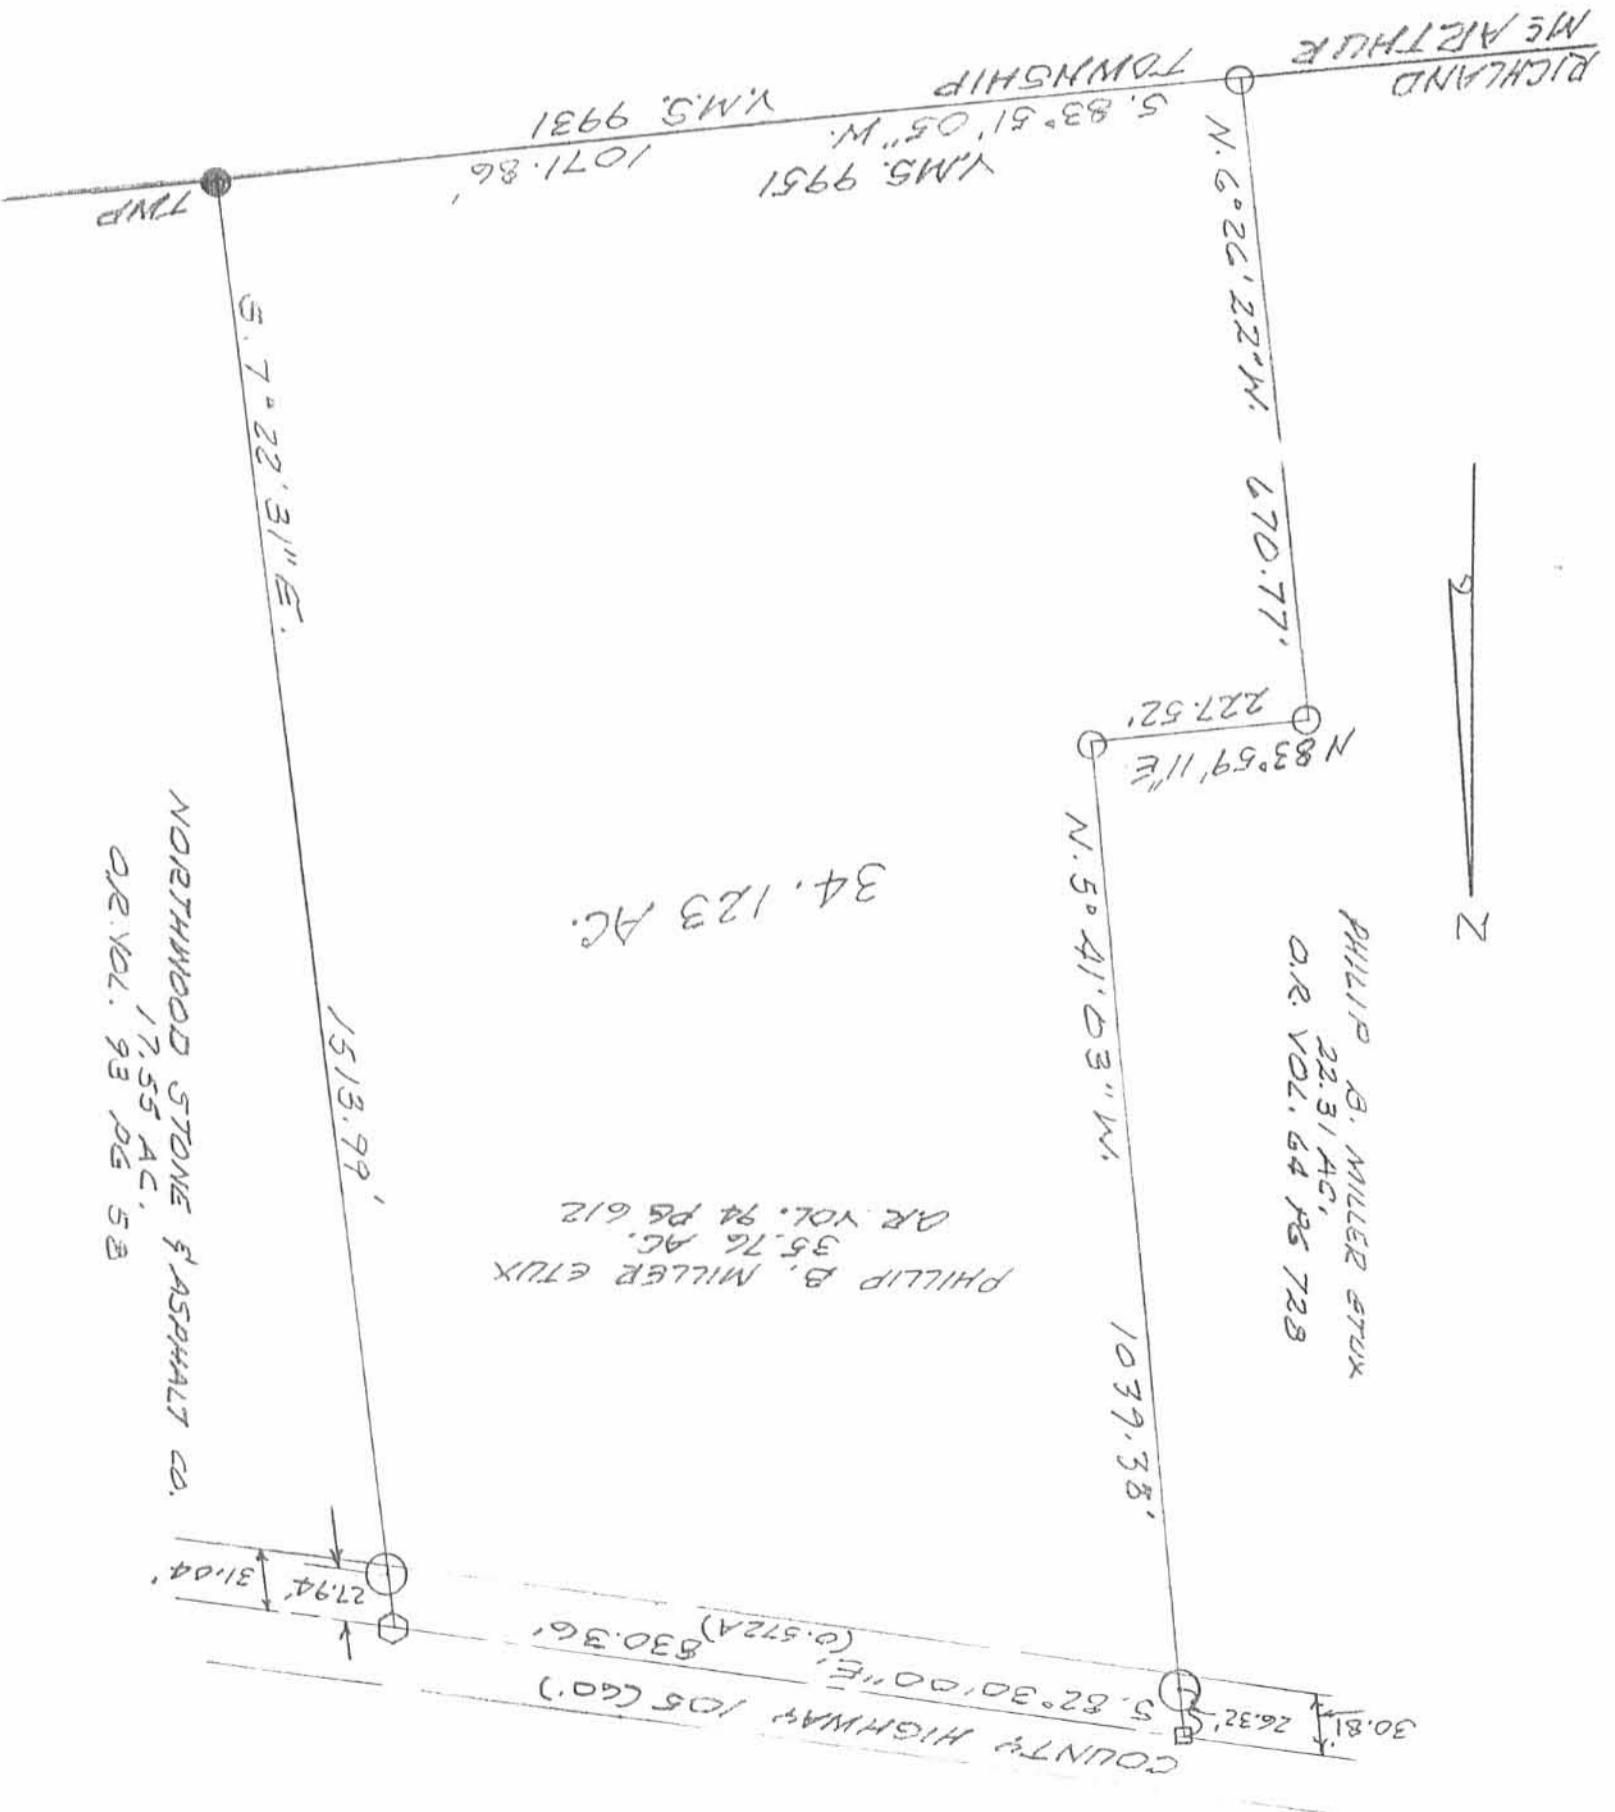 COUNTY HIGHWAY 105 (60')
S. 82°30'00"E. 830.36'
(0.572A)
30.81'
26.32'
27.94'
31.04'
PHILLIP B. MILLER ETUX
35.76 AC.
O.R. VOL. 94 PG 612
34.123 AC.
N. 5°41'03"W. 1039.38'
PHILLIP B. MILLER ETUX
22.31 AC.
O.R. VOL. 64 PG 728
NORTHWOOD STONE & ASPHALT CO.
17.55 AC.
O.R. VOL. 93 PG 58
S. 7°22'31"E. 1513.99'
N 83°59'11"E
227.52'
N. 6°26'22"W. 670.77'
N
V.M.S. 9951
S. 83°51'05"W. 1071.86'
TOWNSHIP
V.M.S. 9931
TWP
RICHLAND
McARTHUR